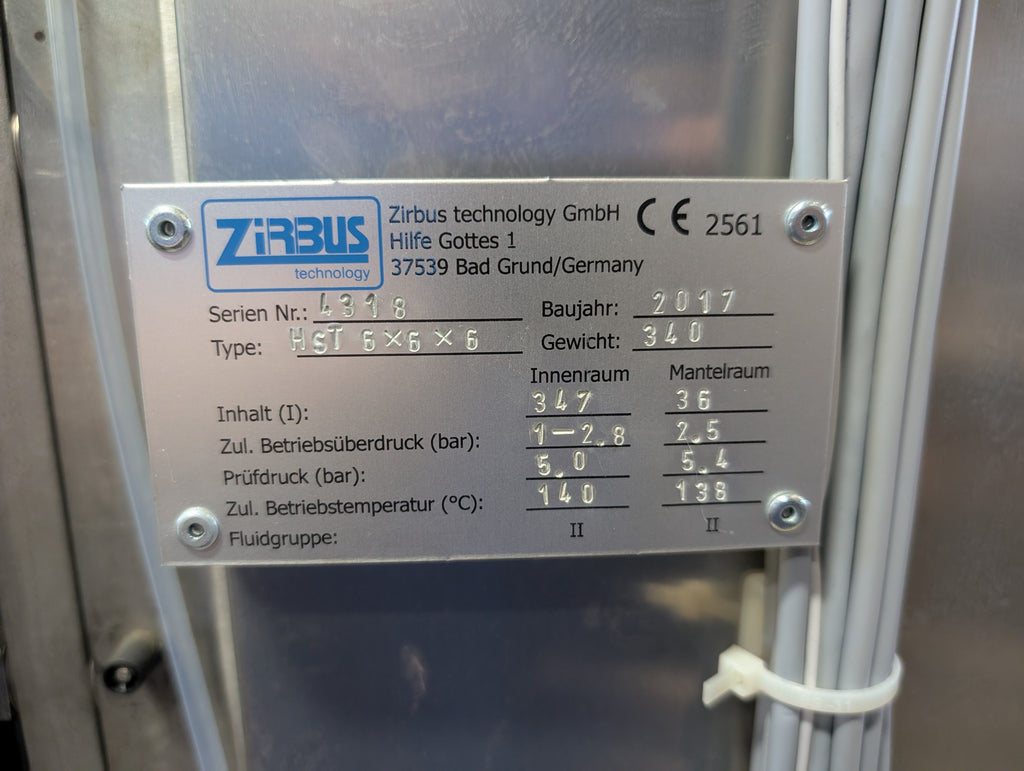 ZiRBUS
technology
Zirbus technology GmbH
Hilfe Gottes 1
37539 Bad Grund/Germany
CE 2561
Serien Nr.: 4318 Baujahr: 2017
Type: HST 6×6×6 Gewicht: 340
Innenraum Mantelraum
Inhalt (I): 347 36
Zul. Betriebsüberdruck (bar): 1-2.8 2.5
Prüfdruck (bar): 5.0 5.4
Zul. Betriebstemperatur (°C): 140 138
Fluidgruppe: II II